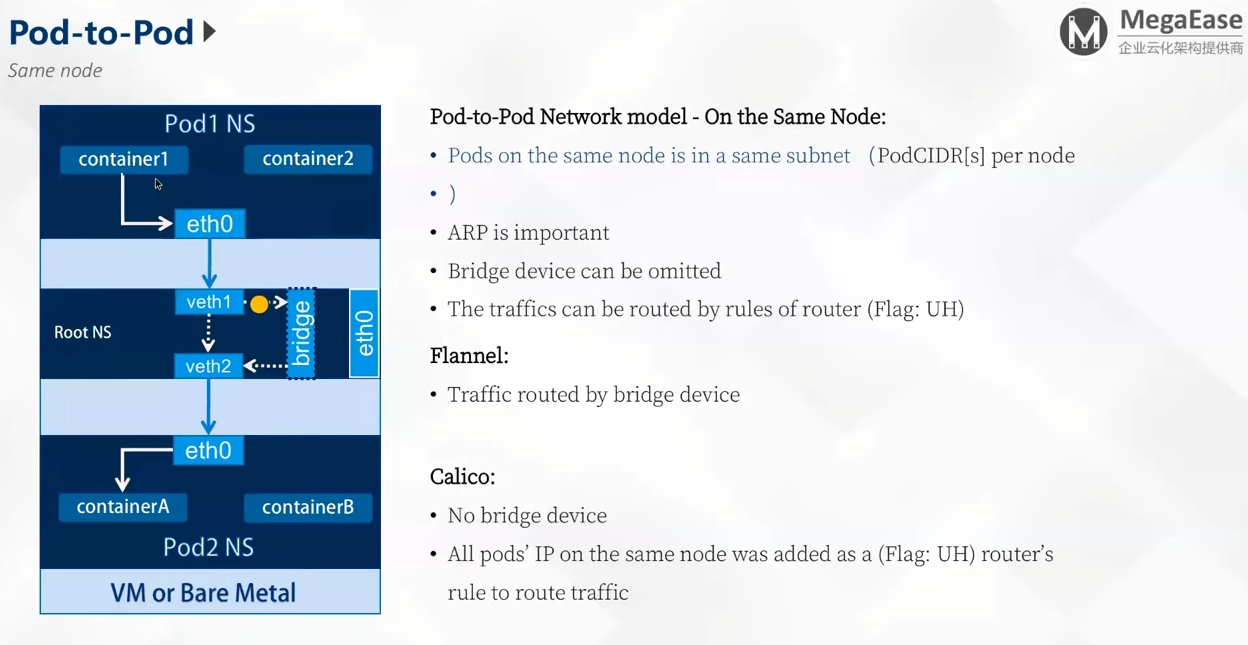 Pod-to-Pod
Same node
MegaEase
企业云化架构提供商
Pod1 NS
container1
container2
eth0
veth1
bridge
eth0
Root NS
veth2
eth0
containerA
containerB
Pod2 NS
VM or Bare Metal
Pod-to-Pod Network model - On the Same Node:
• Pods on the same node is in a same subnet （PodCIDR[s] per node
• ）
• ARP is important
• Bridge device can be omitted
• The traffics can be routed by rules of router (Flag: UH)
Flannel:
• Traffic routed by bridge device
Calico:
• No bridge device
• All pods’ IP on the same node was added as a (Flag: UH) router’s
rule to route traffic